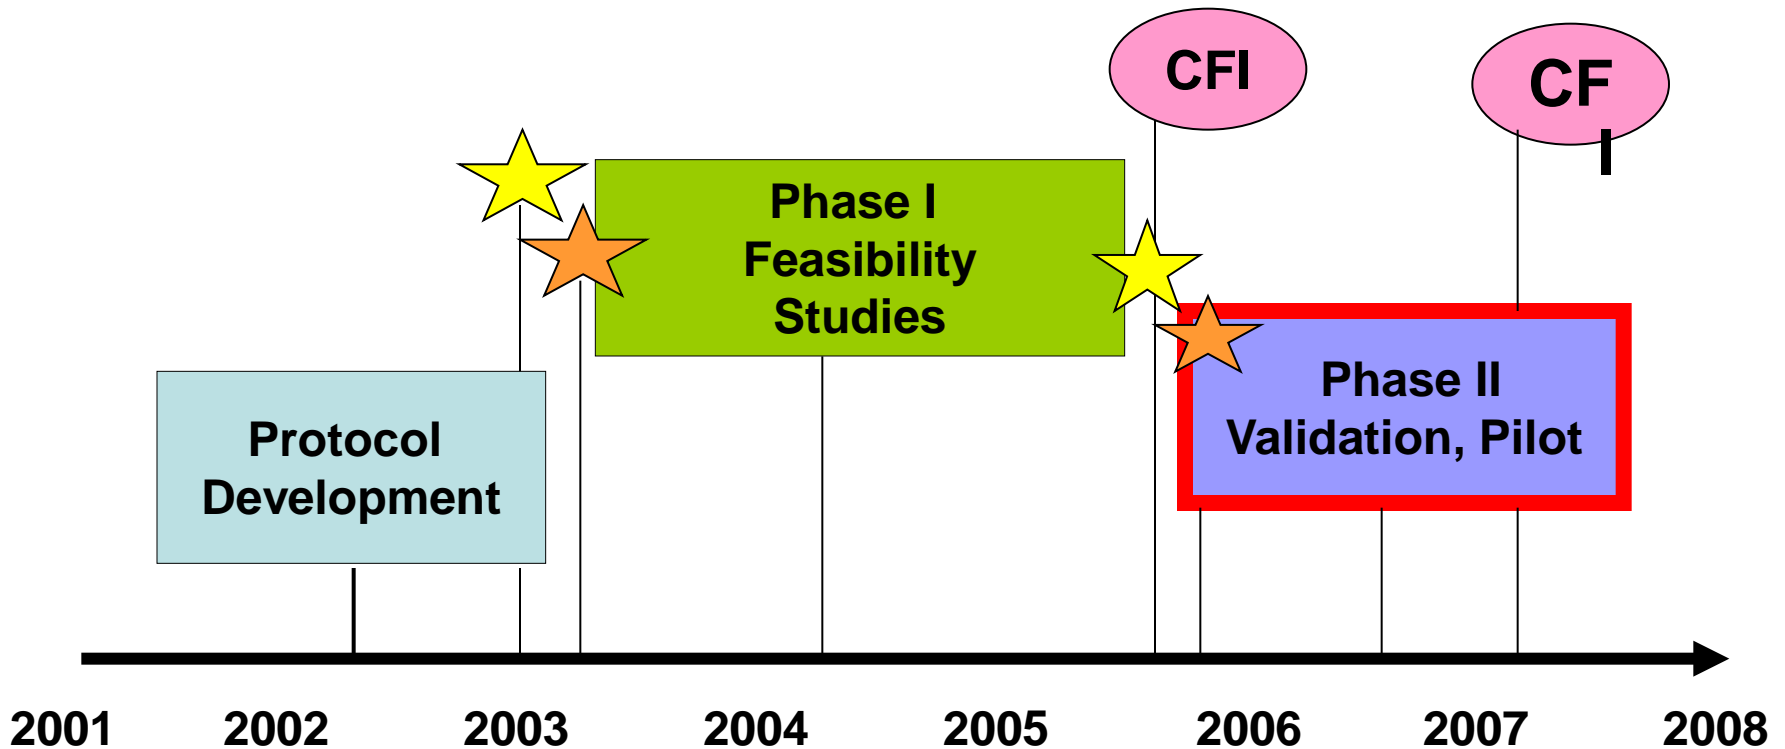 CFI
CF
I
Phase I
Feasibility
Studies
Phase II
Validation, Pilot
Protocol
Development
2001 2002 2003 2004 2005 2006 2007 2008